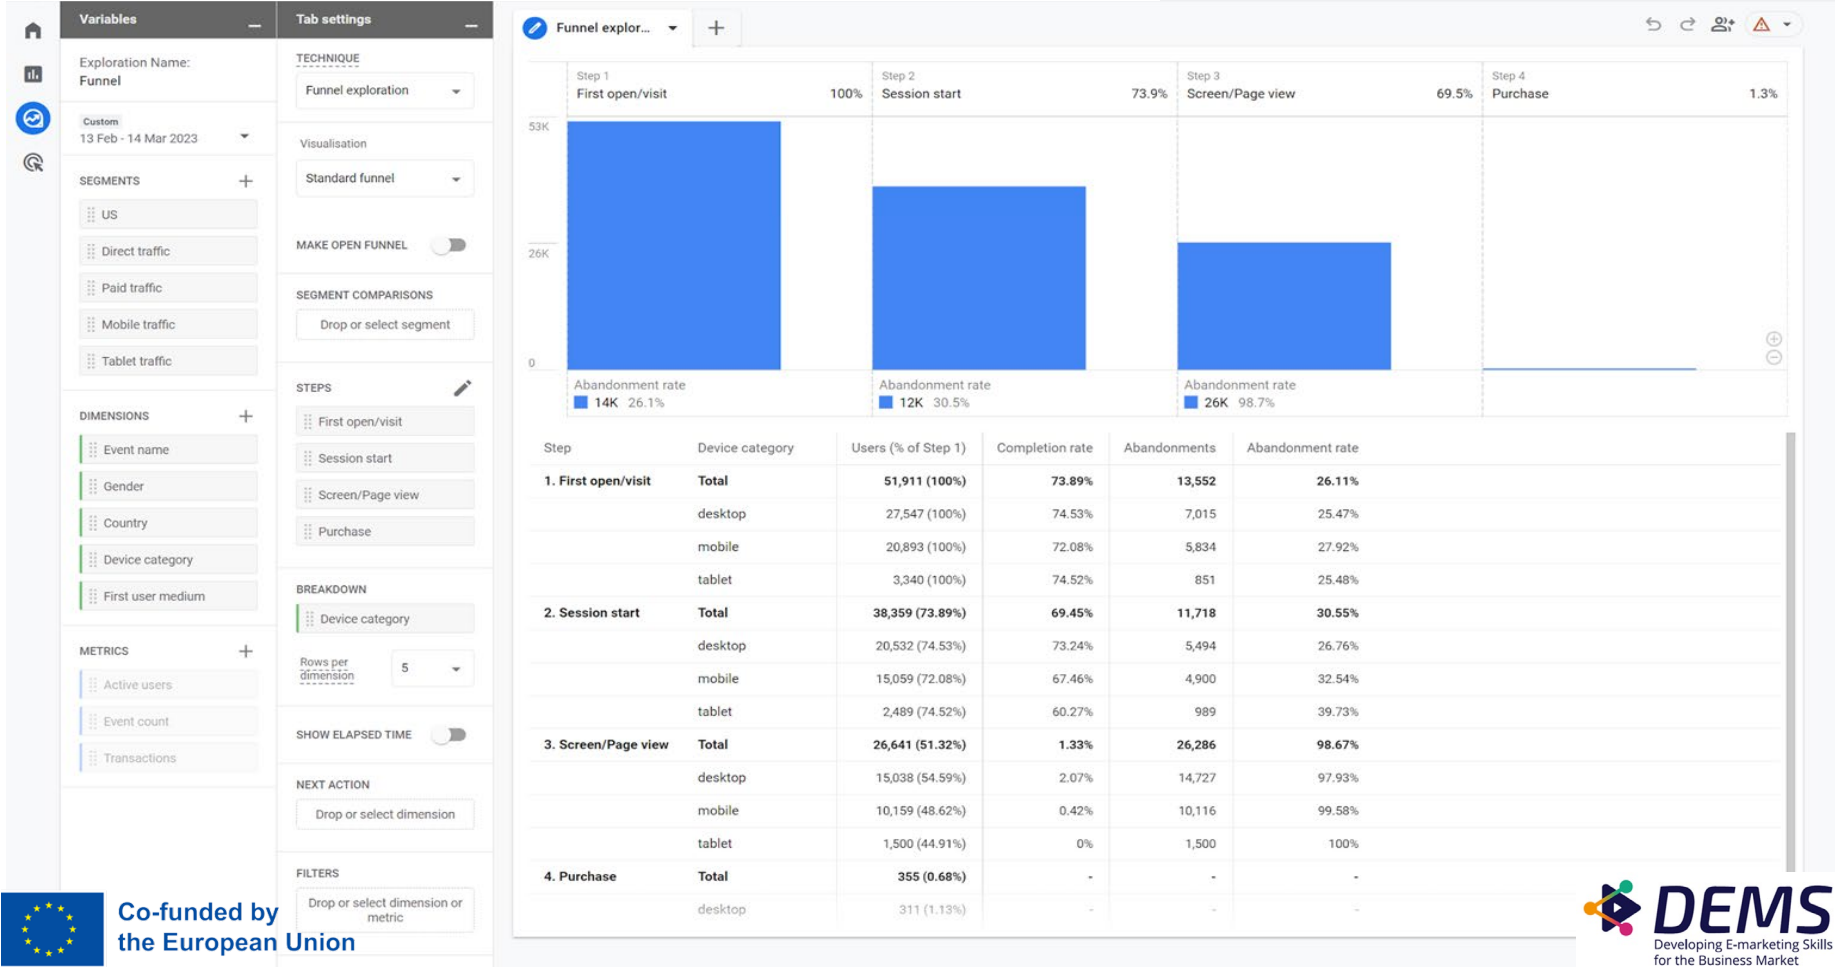 Variables
Exploration Name:
Funnel
Custom
13 Feb - 14 Mar 2023
SEGMENTS
US
Direct traffic
Paid traffic
Mobile traffic
Tablet traffic
DIMENSIONS
Event name
Gender
Country
Device category
First user medium
METRICS
Active users
Event count
Transactions
Tab settings
TECHNIQUE
Funnel exploration
Visualisation
Standard funnel
MAKE OPEN FUNNEL
SEGMENT COMPARISONS
Drop or select segment
STEPS
First open/visit
Session start
Screen/Page view
Purchase
BREAKDOWN
Device category
Rows per
dimension
5
SHOW ELAPSED TIME
NEXT ACTION
Drop or select dimension
FILTERS
Drop or select dimension or
metric
Funnel explor...
Step 1
First open/visit 100%
Step 2
Session start 73.9%
Step 3
Screen/Page view 69.5%
Step 4
Purchase 1.3%
53K
26K
0
Abandonment rate
14K 26.1%
Abandonment rate
12K 30.5%
Abandonment rate
26K 98.7%
Step Device category Users (% of Step 1) Completion rate Abandonments Abandonment rate
1. First open/visit Total 51,911 (100%) 73.89% 13,552 26.11%
desktop 27,547 (100%) 74.53% 7,015 25.47%
mobile 20,893 (100%) 72.08% 5,834 27.92%
tablet 3,340 (100%) 74.52% 851 25.48%
2. Session start Total 38,359 (73.89%) 69.45% 11,718 30.55%
desktop 20,532 (74.53%) 73.24% 5,494 26.76%
mobile 15,059 (72.08%) 67.46% 4,900 32.54%
tablet 2,489 (74.52%) 60.27% 989 39.73%
3. Screen/Page view Total 26,641 (51.32%) 1.33% 26,286 98.67%
desktop 15,038 (54.59%) 2.07% 14,727 97.93%
mobile 10,159 (48.62%) 0.42% 10,116 99.58%
tablet 1,500 (44.91%) 0% 1,500 100%
4. Purchase Total 355 (0.68%) - - -
desktop 311 (1.13%) - - -
Co-funded by
the European Union
DEMS
Developing E-marketing Skills
for the Business Market